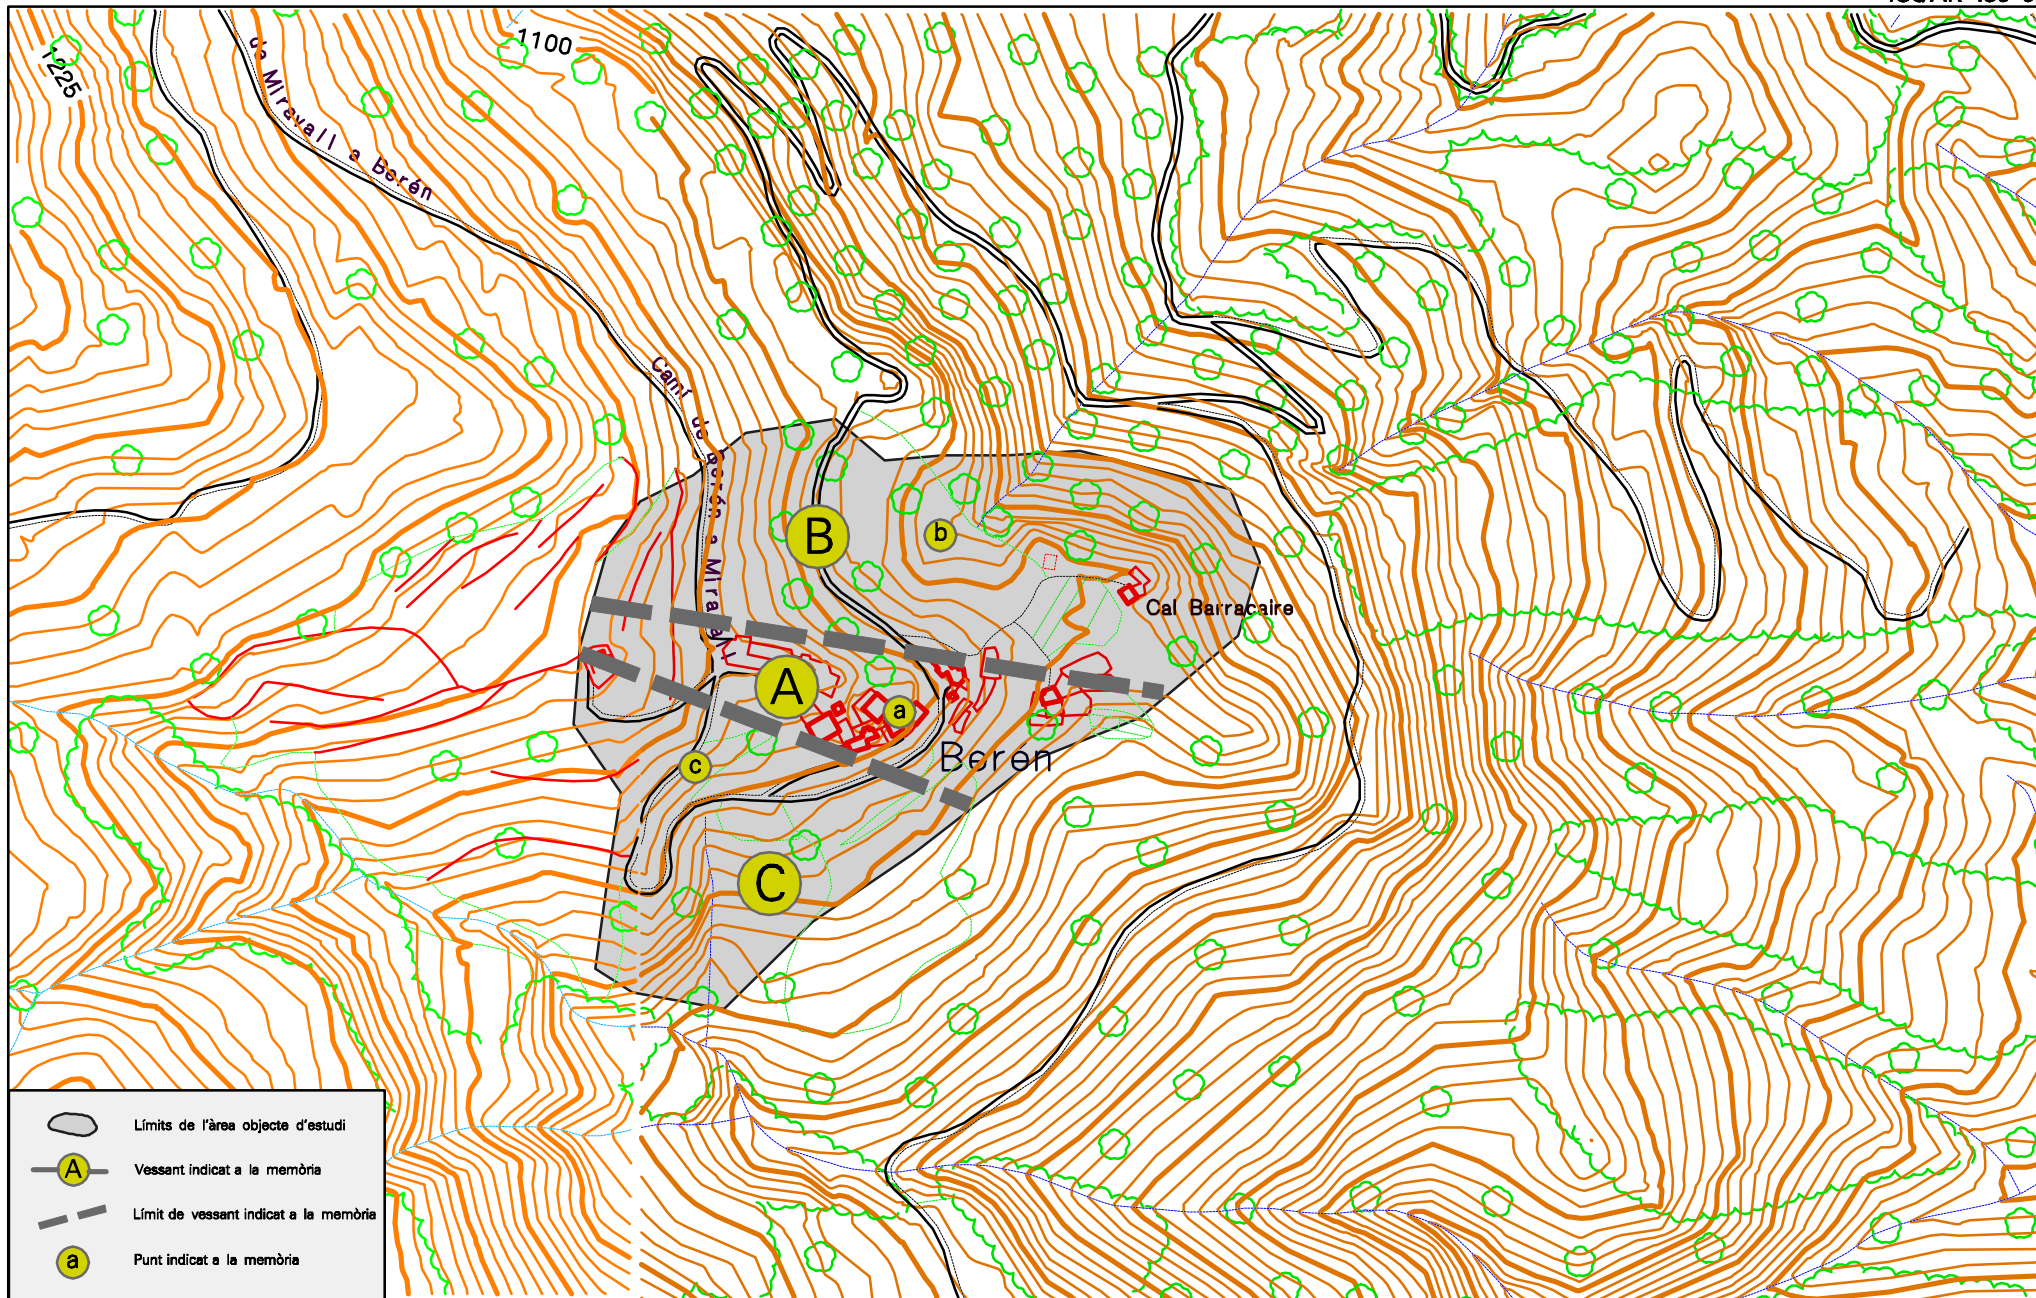 1225
1100
de Miravall a Berén
Camí de Berén a Miravall
B
b
Cal Barracaire
A
a
Beren
c
C
Límits de l'àrea objecte d'estudi
A Vessant indicat a la memòria
Límit de vessant indicat a la memòria
a Punt indicat a la memòria